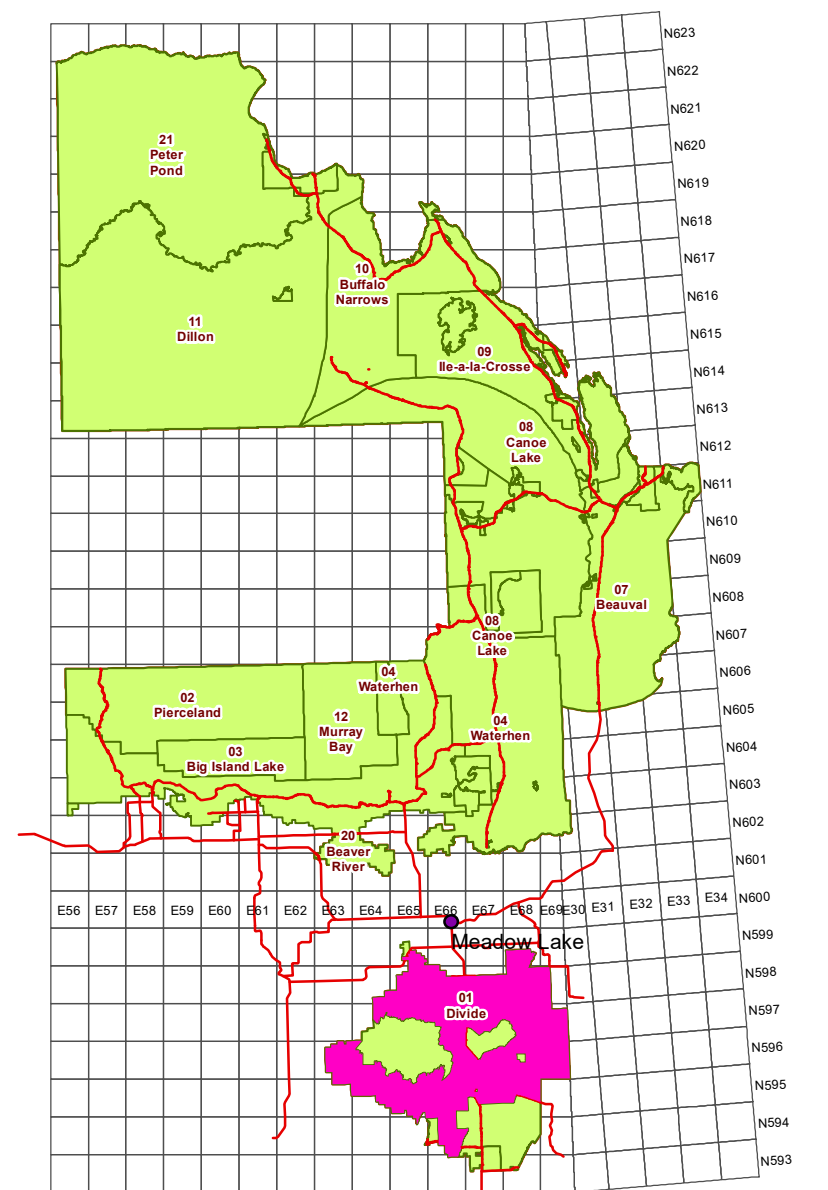 N623
N622
N621
21
Peter
Pond
N620
N619
N618
N617
10
Buffalo
Narrows
N616
11
Dillon
N615
09
Ile-a-la-Crosse
N614
N613
08
Canoe
Lake
N612
N611
N610
N609
07
Beauval
N608
08
Canoe
Lake
N607
04
Waterhen
N606
02
Pierceland
N605
12
Murray
Bay
04
Waterhen
N604
03
Big Island Lake
N603
N602
20
Beaver
River
N601
N600
E56 E57 E58 E59 E60 E61 E62 E63 E64 E65 E66 E67 E68 E69 E30 E31 E32 E33 E34
N599
Meadow Lake
N598
01
Divide
N597
N596
N595
N594
N593